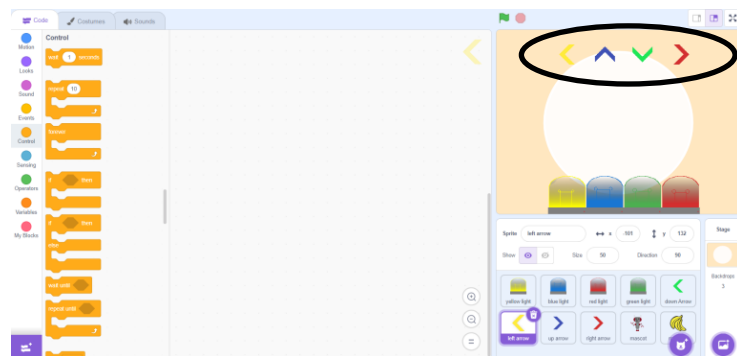 Code Costumes Sounds
Motion
Looks
Sound
Events
Control
Sensing
Operators
Variables
My Blocks
Control
wait 1 seconds
repeat 10
forever
if then
if then
else
wait until
repeat until
Sprite left arrow x -101 y 132
Show Size 50 Direction 90
yellow light blue light red light green light down Arrow
left arrow up arrow right arrow mascot
Stage
Backdrops
3